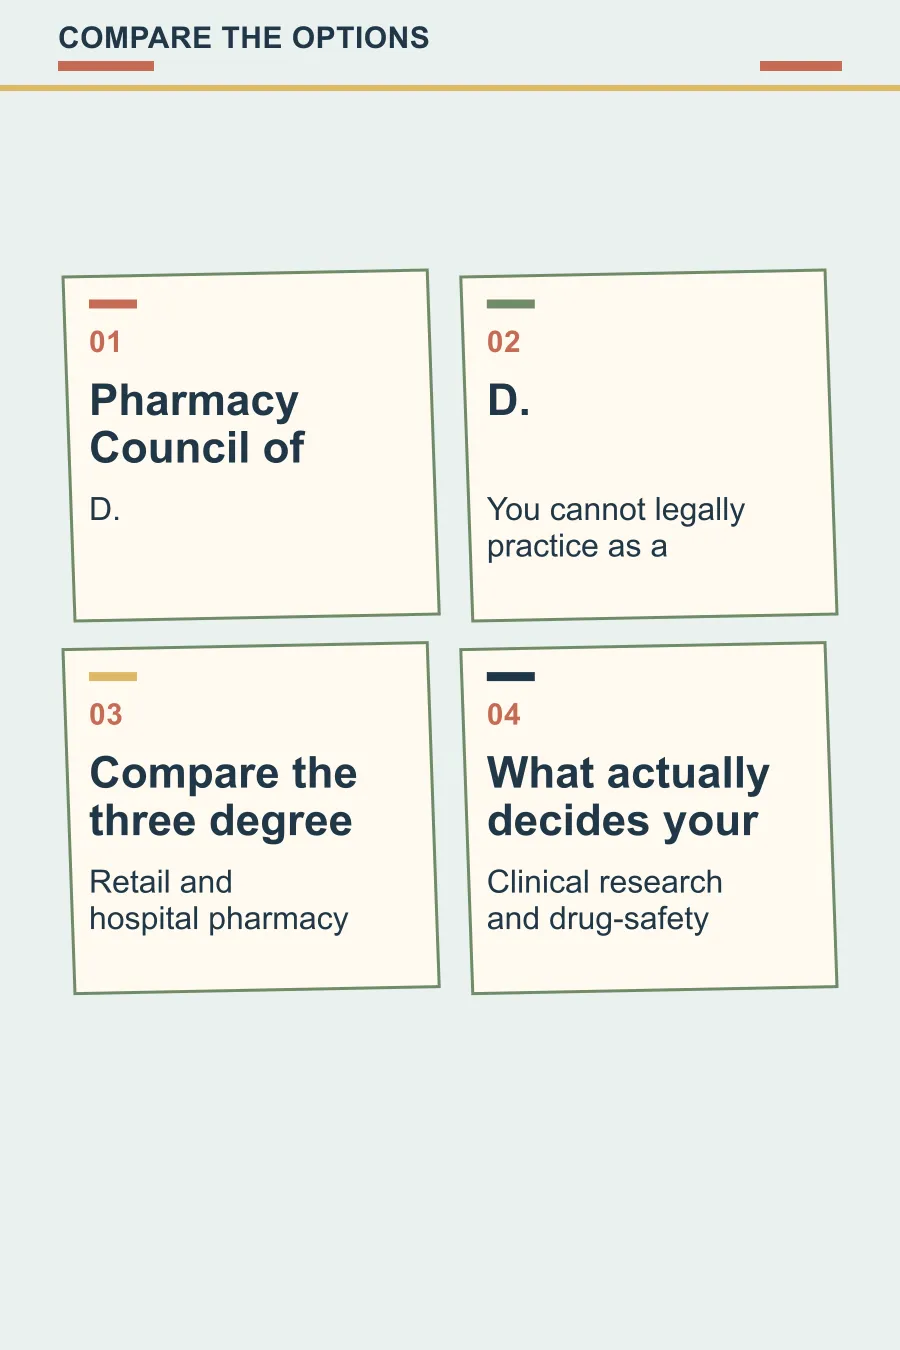 COMPARE THE OPTIONS
01
Pharmacy
Council of
D.
02
D.
You cannot legally
practice as a
03
Compare the
three degree
Retail and
hospital pharmacy
04
What actually
decides your
Clinical research
and drug-safety